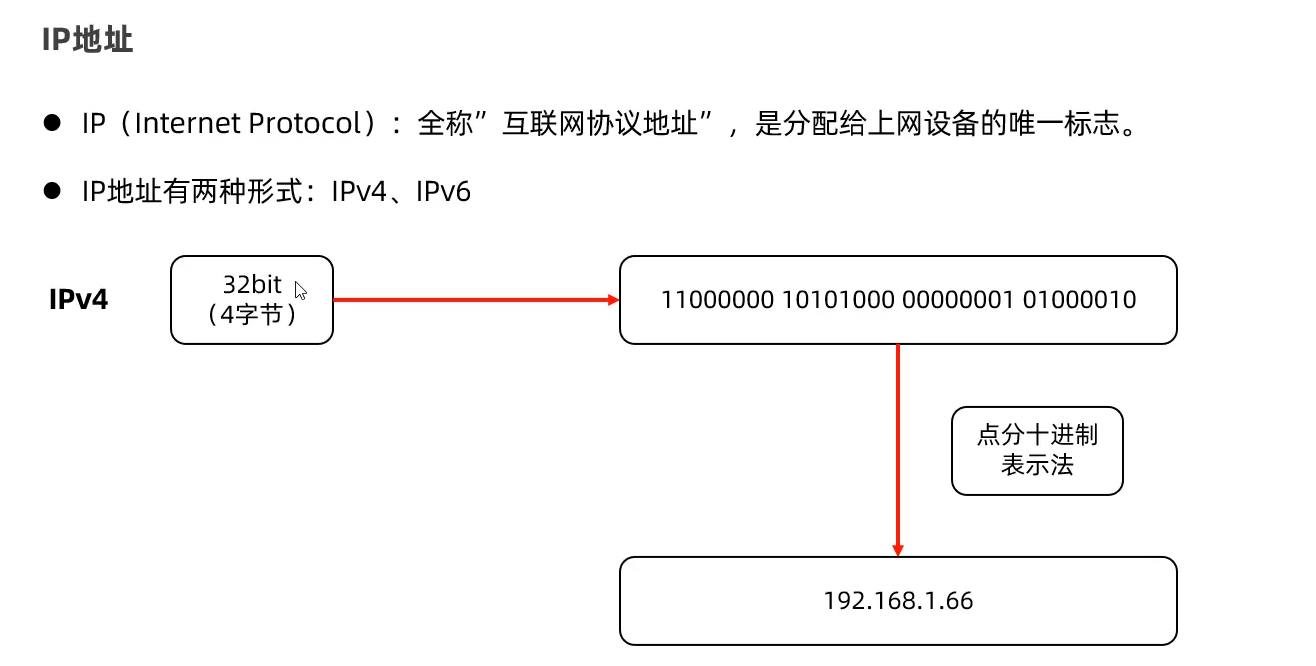 IP地址
● IP（Internet Protocol）：全称”互联网协议地址”，是分配给上网设备的唯一标志。
● IP地址有两种形式：IPv4、IPv6
IPv4
32bit
（4字节）
11000000 10101000 00000001 01000010
点分十进制
表示法
192.168.1.66